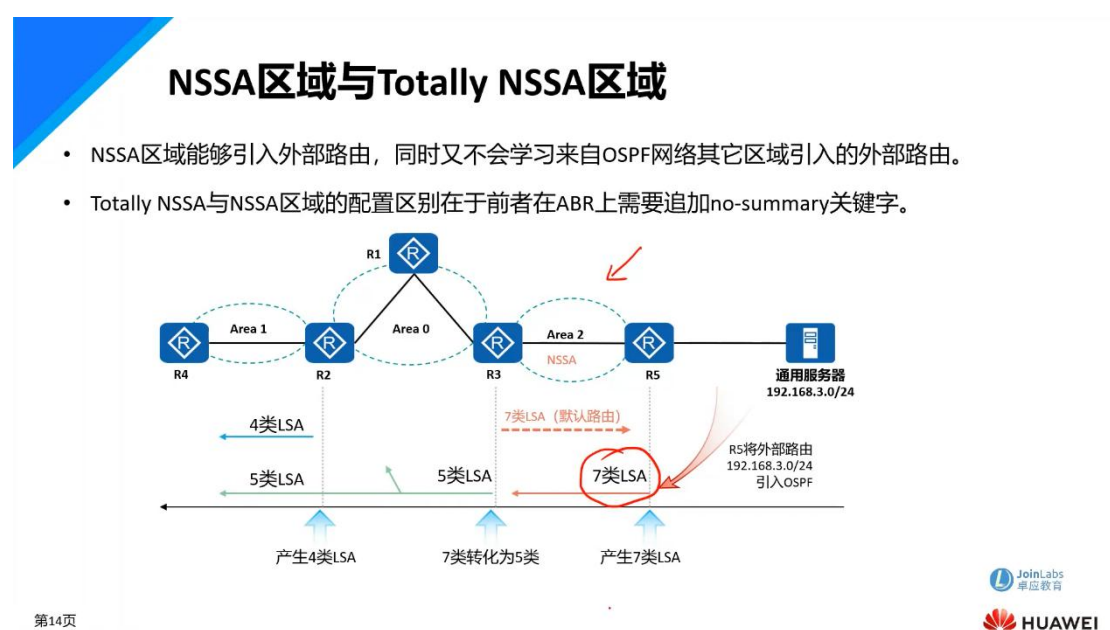 NSSA区域与Totally NSSA区域
• NSSA区域能够引入外部路由，同时又不会学习来自OSPF网络其它区域引入的外部路由。
• Totally NSSA与NSSA区域的配置区别在于前者在ABR上需要追加no-summary关键字。
R1
Area 1
Area 0
Area 2
NSSA
R4
R2
R3
R5
通用服务器
192.168.3.0/24
4类LSA
7类LSA（默认路由）
R5将外部路由
192.168.3.0/24
引入OSPF
5类LSA
5类LSA
7类LSA
产生4类LSA
7类转化为5类
产生7类LSA
JoinLabs
卓应教育
第14页
HUAWEI